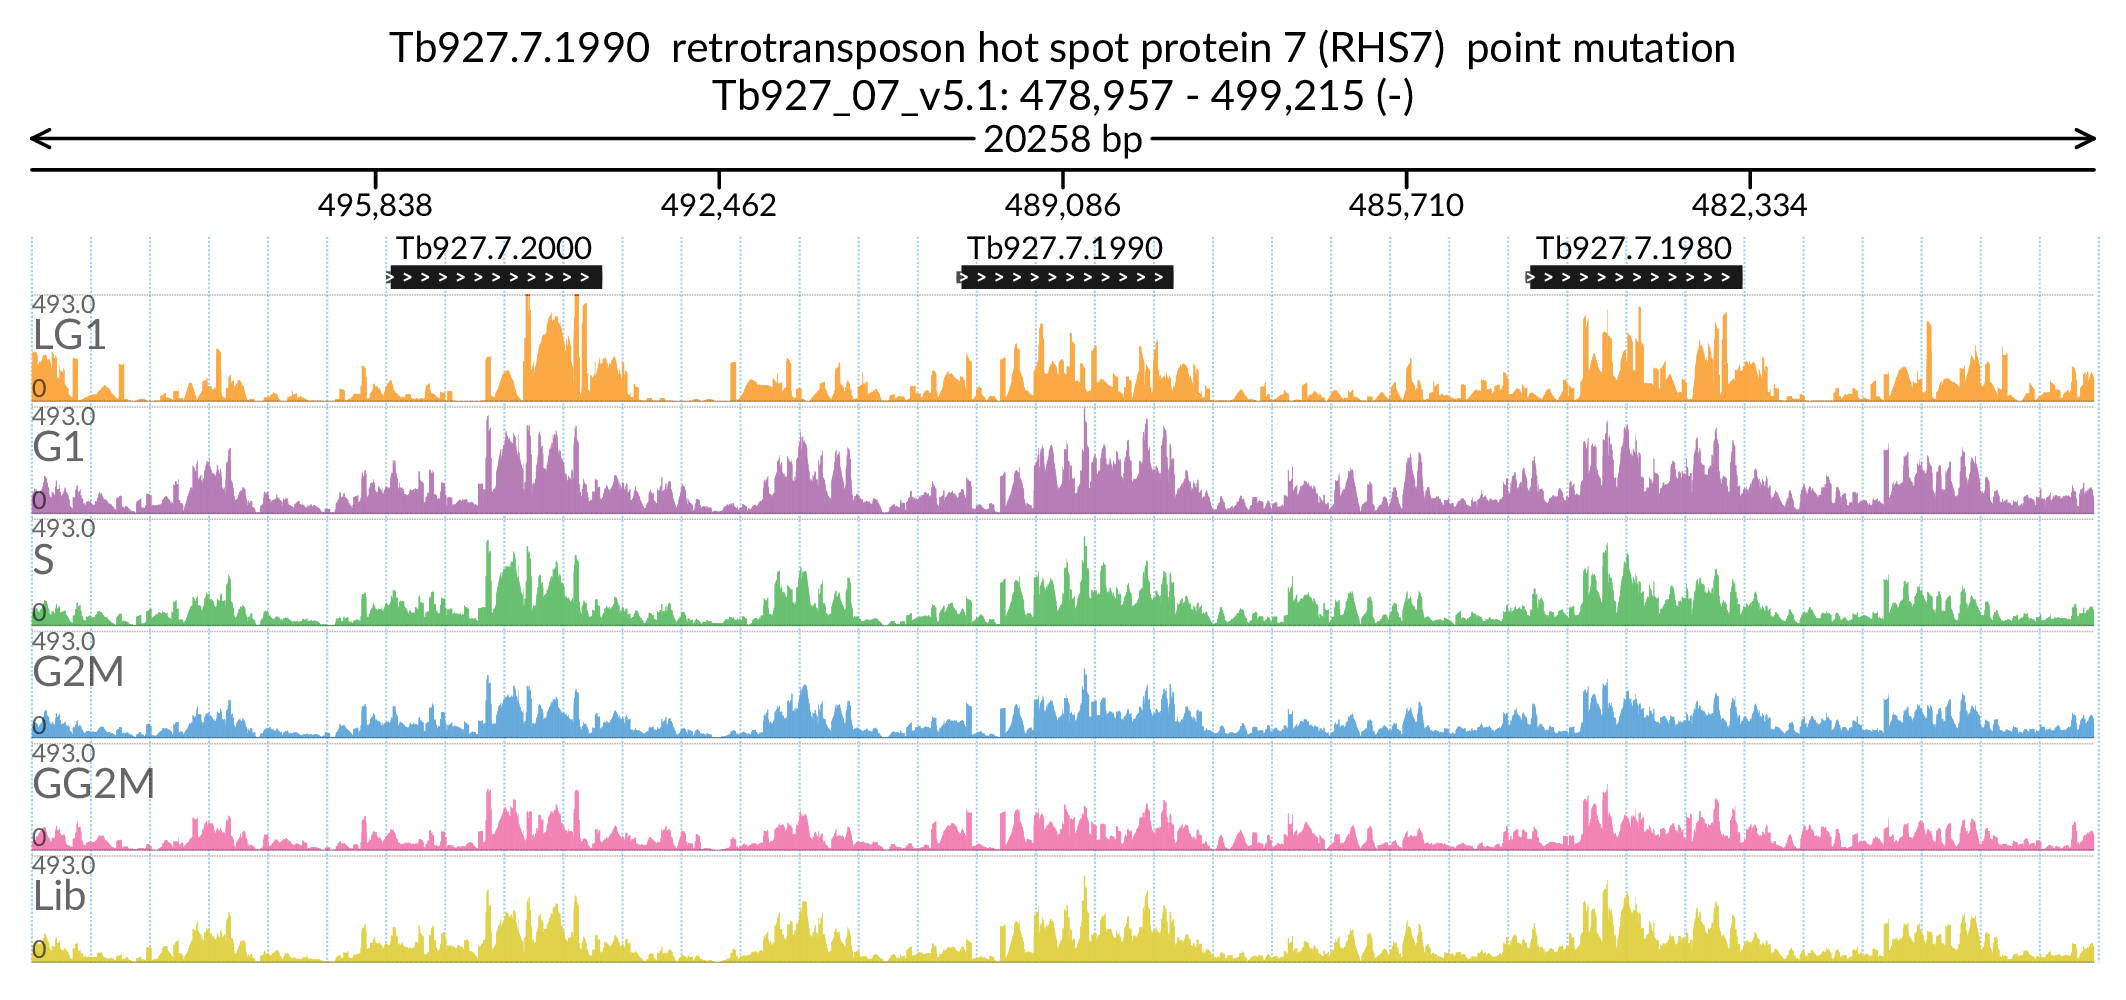 Tb927.7.1990 retrotransposon hot spot protein 7 (RHS7) point mutation
Tb927_07_v5.1: 478,957 - 499,215 (-)
20258 bp
495,838 492,462 489,086 485,710 482,334
Tb927.7.2000 Tb927.7.1990 Tb927.7.1980
493.0
LG1
0
493.0
G1
0
493.0
S
0
493.0
G2M
0
493.0
GG2M
0
493.0
Lib
0